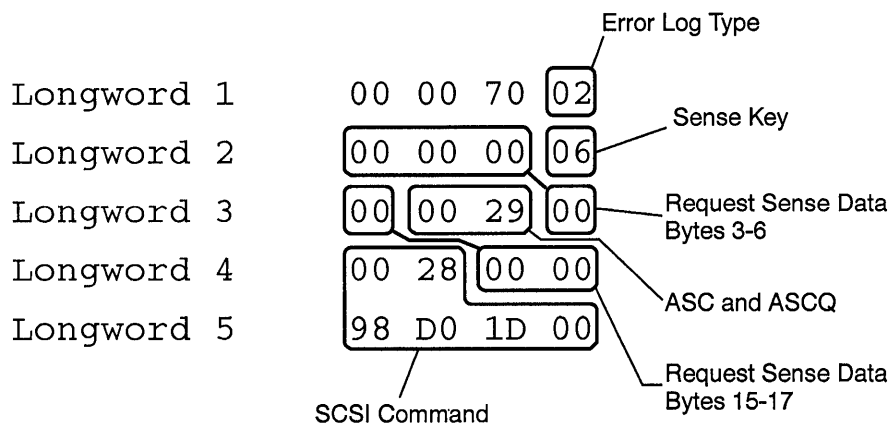 Error Log Type
Longword 1 00 00 70 02
Sense Key
Longword 2 00 00 00 06
Longword 3 00 00 29 00
Request Sense Data
Bytes 3-6
Longword 4 00 28 00 00
ASC and ASCQ
Longword 5 98 D0 1D 00
Request Sense Data
Bytes 15-17
SCSI Command